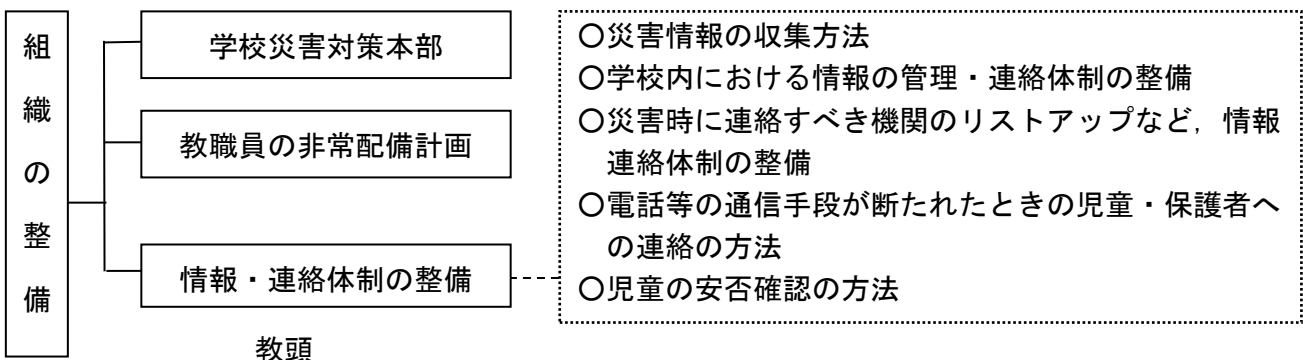 組織の整備
学校災害対策本部
教職員の非常配備計画
情報・連絡体制の整備
教頭
〇災害情報の収集方法
〇学校内における情報の管理・連絡体制の整備
〇災害時に連絡すべき機関のリストアップなど，情報
連絡体制の整備
〇電話等の通信手段が断たれたときの児童・保護者へ
の連絡の方法
〇児童の安否確認の方法